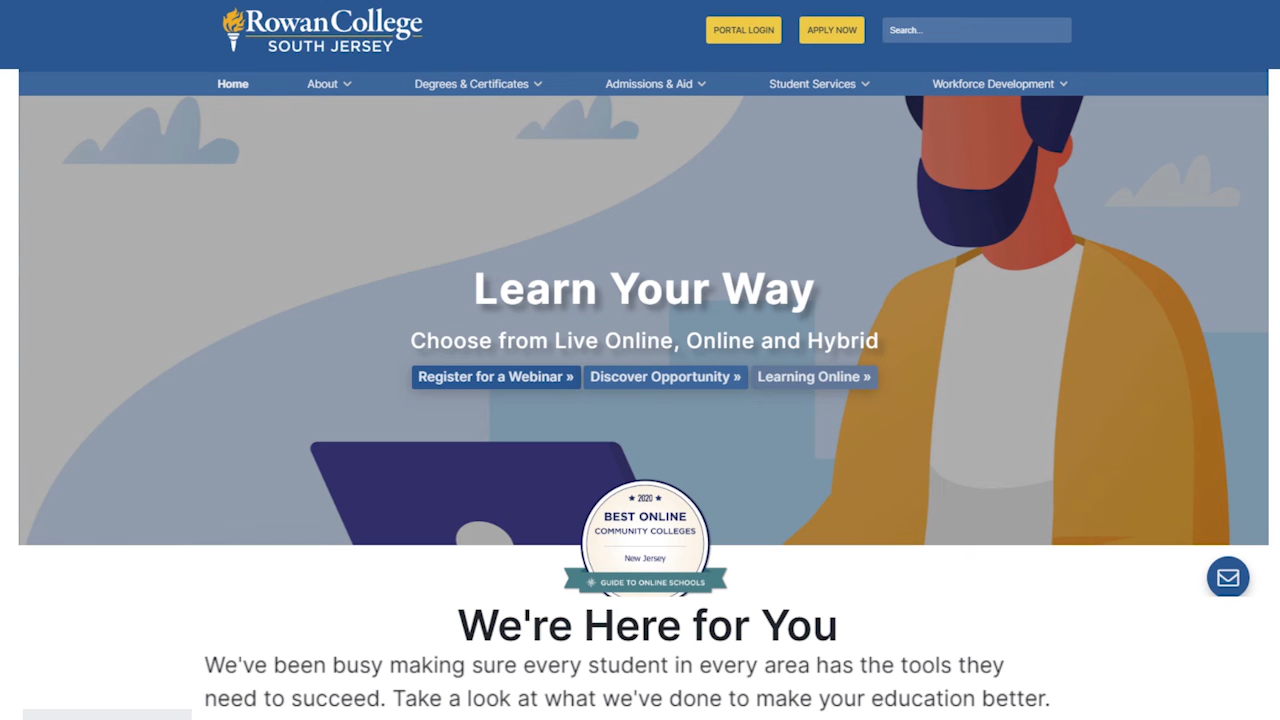 Rowan College
SOUTH JERSEY
PORTAL LOGIN
APPLY NOW
Search...
Home
About
Degrees & Certificates
Admissions & Aid
Student Services
Workforce Development
Learn Your Way
Choose from Live Online, Online and Hybrid
Register for a Webinar »
Discover Opportunity »
Learning Online »
★ 2020 ★
BEST ONLINE
COMMUNITY COLLEGES
New Jersey
GUIDE TO ONLINE SCHOOLS
We're Here for You
We've been busy making sure every student in every area has the tools they
need to succeed. Take a look at what we've done to make your education better.